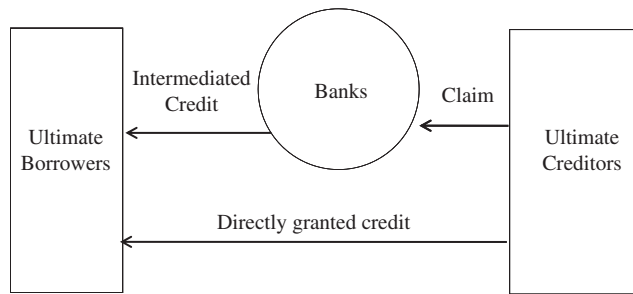 Intermediated
Credit
Banks
Claim
Ultimate
Borrowers
Ultimate
Creditors
Directly granted credit